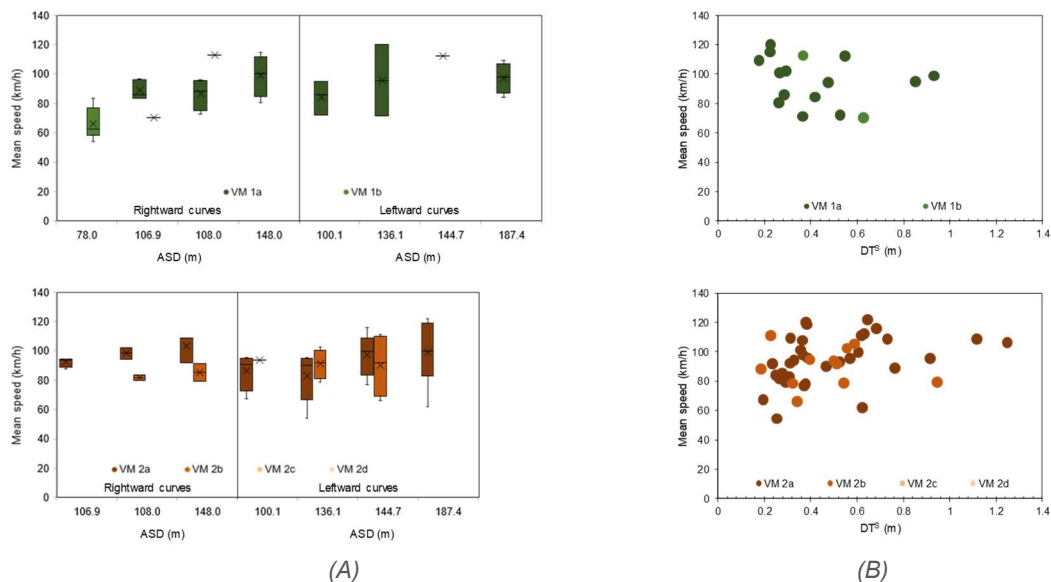 140
120
100
80
60
40
20
0
Mean speed (km/h)
VM 1a VM 1b
Rightward curves Leftward curves
78.0 106.9 108.0 148.0 100.1 136.1 144.7 187.4
ASD (m) ASD (m)
140
120
100
80
60
40
20
0
Mean speed (km/h)
VM 1a VM 1b
0 0.2 0.4 0.6 0.8 1 1.2 1.4
DTS (m)
140
120
100
80
60
40
20
0
Mean speed (km/h)
VM 2a VM 2b VM 2c VM 2d
Rightward curves Leftward curves
106.9 108.0 148.0 100.1 136.1 144.7 187.4
ASD (m) ASD (m)
140
120
100
80
60
40
20
0
Mean speed (km/h)
VM 2a VM 2b VM 2c VM 2d
0 0.2 0.4 0.6 0.8 1 1.2 1.4
DTS (m)
(A) (B)